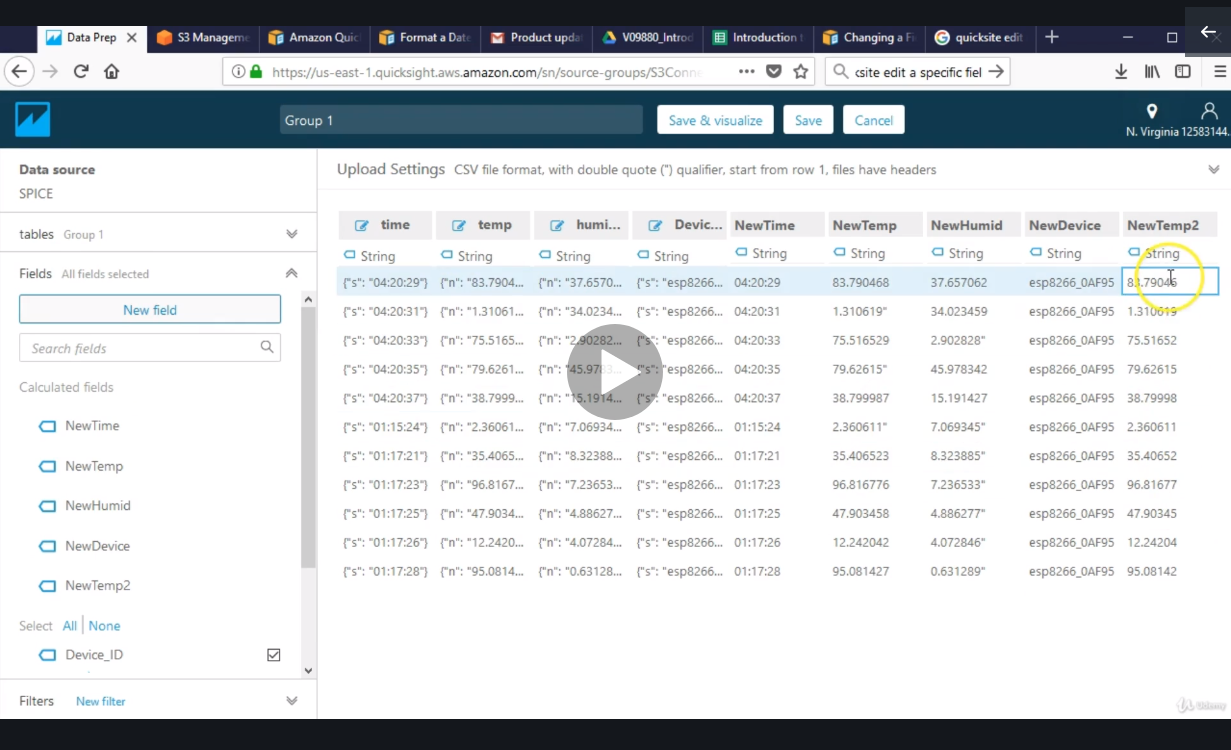 Data Prep S3 Manageme Amazon Quic Format a Date Product upda V09880_Introd Introduction t Changing a Fi quicksite edit
https://us-east-1.quicksight.aws.amazon.com/sn/source-groups/S3Conne csite edit a specific fiel
Group 1 Save & visualize Save Cancel N. Virginia 12583144.
Data source
SPICE
tables Group 1
Fields All fields selected
New field
Search fields
Calculated fields
NewTime
NewTemp
NewHumid
NewDevice
NewTemp2
Select All None
Device_ID
Filters New filter
Upload Settings CSV file format, with double quote (") qualifier, start from row 1, files have headers
time temp humi... Devic... NewTime NewTemp NewHumid NewDevice NewTemp2
String String String String String String String String String
{"s": "04:20:29"} {"n": "83.7904... {"n": "37.6570... {"s": "esp8266... 04:20:29 83.790468 37.657062 esp8266_0AF95 83.79046
{"s": "04:20:31"} {"n": "1.31061... {"n": "34.0234... {"s": "esp8266... 04:20:31 1.310619" 34.023459 esp8266_0AF95 1.310619
{"s": "04:20:33"} {"n": "75.5165... {"n": "2.90282... {"s": "esp8266... 04:20:33 75.516529 2.902828" esp8266_0AF95 75.51652
{"s": "04:20:35"} {"n": "79.6261... {"n": "45.9783... {"s": "esp8266... 04:20:35 79.62615" 45.978342 esp8266_0AF95 79.62615
{"s": "04:20:37"} {"n": "38.7999... {"n": "15.1914... {"s": "esp8266... 04:20:37 38.799987 15.191427 esp8266_0AF95 38.79998
{"s": "01:15:24"} {"n": "2.36061... {"n": "7.06934... {"s": "esp8266... 01:15:24 2.360611" 7.069345" esp8266_0AF95 2.360611
{"s": "01:17:21"} {"n": "35.4065... {"n": "8.32388... {"s": "esp8266... 01:17:21 35.406523 8.323885" esp8266_0AF95 35.40652
{"s": "01:17:23"} {"n": "96.8167... {"n": "7.23653... {"s": "esp8266... 01:17:23 96.816776 7.236533" esp8266_0AF95 96.81677
{"s": "01:17:25"} {"n": "47.9034... {"n": "4.88627... {"s": "esp8266... 01:17:25 47.903458 4.886277" esp8266_0AF95 47.90345
{"s": "01:17:26"} {"n": "12.2420... {"n": "4.07284... {"s": "esp8266... 01:17:26 12.242042 4.072846" esp8266_0AF95 12.24204
{"s": "01:17:28"} {"n": "95.0814... {"n": "0.63128... {"s": "esp8266... 01:17:28 95.081427 0.631289" esp8266_0AF95 95.08142
Udemy